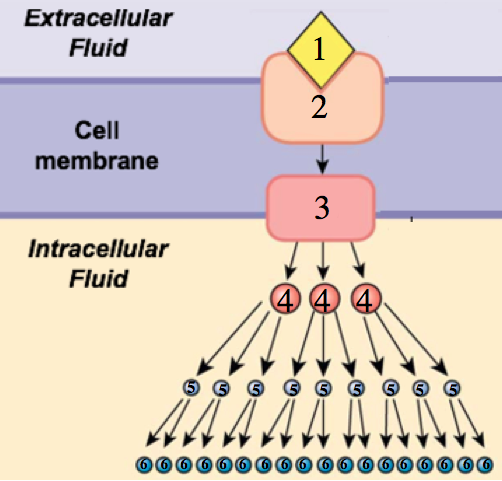 Extracellular
Fluid
1
2
Cell
membrane
3
Intracellular
Fluid
4 4 4
5 5 5 5 5 5 5 5 5
6 6 6 6 6 6 6 6 6 6 6 6 6 6 6 6 6 6